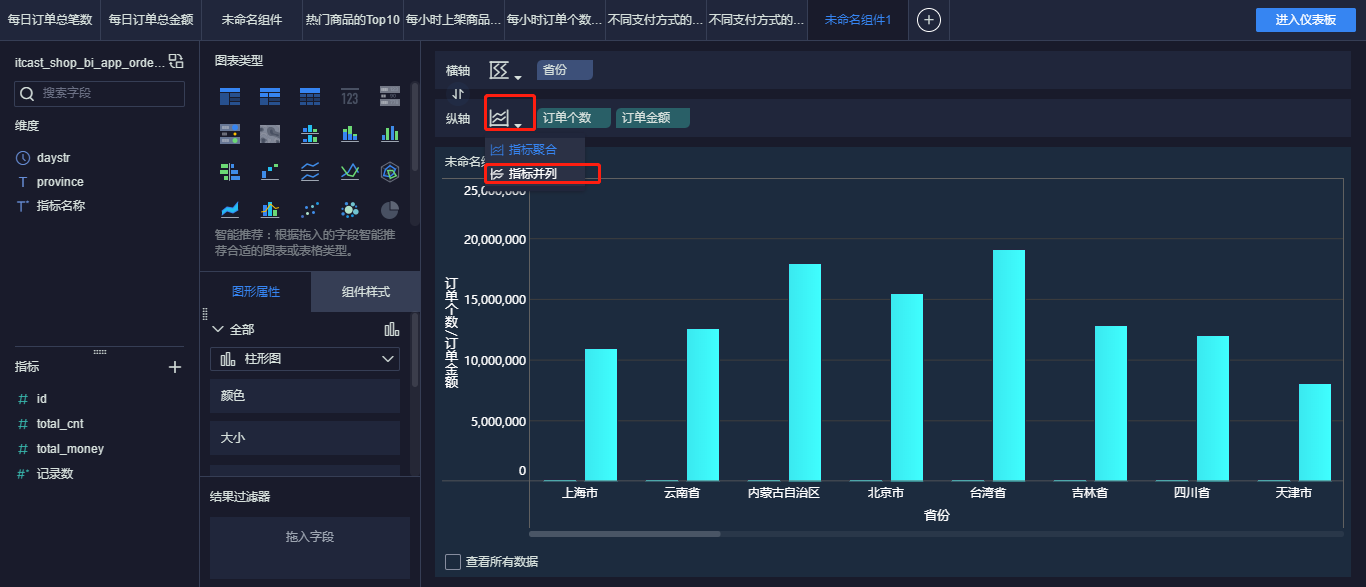 每日订单总笔数
每日订单总金额
未命名组件
热门商品的Top10
每小时上架商品...
每小时订单个数...
不同支付方式的...
不同支付方式的...
未命名组件1
进入仪表板
itcast_shop_bi_app_orde...
搜索字段
维度
daystr
T province
T* 指标名称
指标
# id
# total_cnt
# total_money
#* 记录数
图表类型
123
智能推荐：根据拖入的字段智能推
荐合适的图表或表格类型。
图形属性
组件样式
全部
柱形图
颜色
大小
结果过滤器
拖入字段
横轴
省份
纵轴
订单个数
订单金额
指标聚合
指标并列
未命名组
25,000,000
20,000,000
15,000,000
10,000,000
5,000,000
0
订单个数/订单金额
上海市
云南省
内蒙古自治区
北京市
台湾省
吉林省
四川省
天津市
省份
查看所有数据